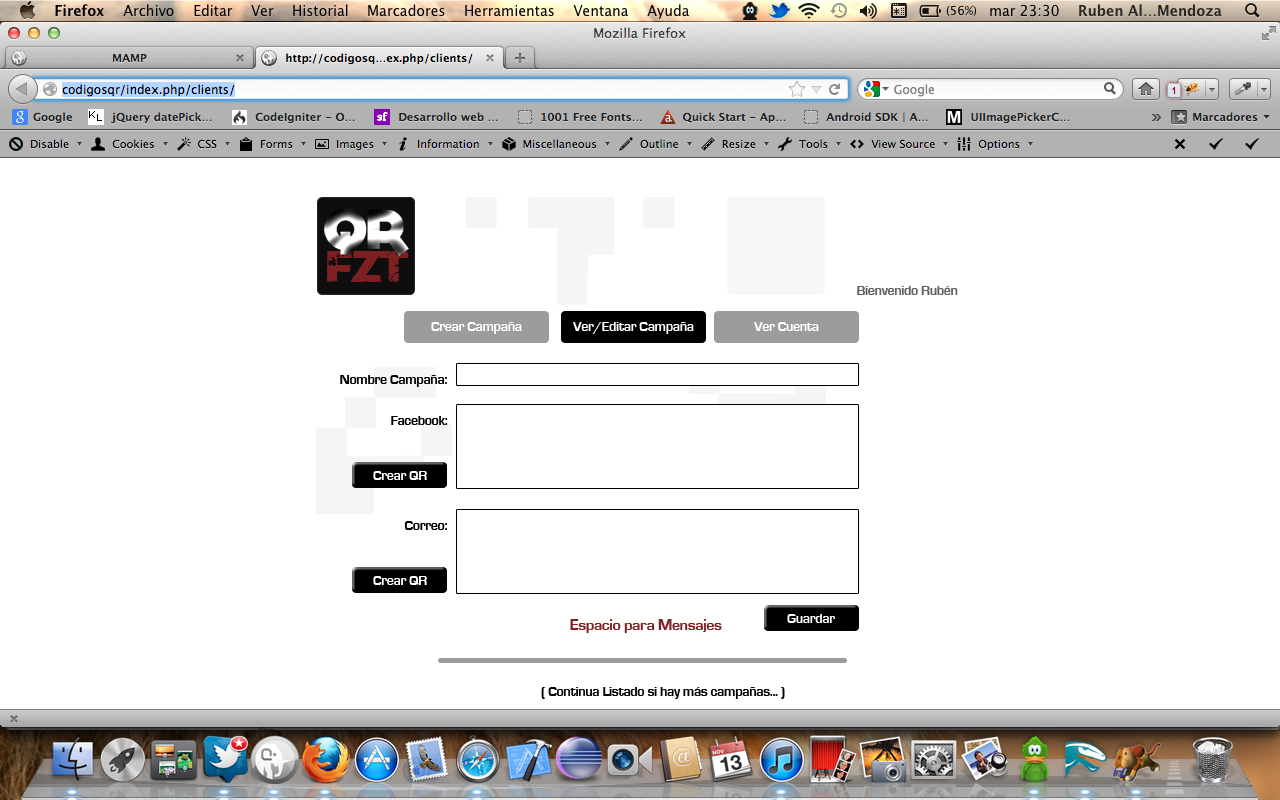 Firefox Archivo Editar Ver Historial Marcadores Herramientas Ventana Ayuda (56%) mar 23:30 Ruben Al...Mendoza
Mozilla Firefox
MAMP http://codigosq...ex.php/clients/
codigosqr/index.php/clients/ Google 1
Google KL jQuery datePick... CodeIgniter – O... sf Desarrollo web ... 1001 Free Fonts... Quick Start – Ap... Android SDK | A... M UIImagePickerC... » Marcadores
Disable Cookies CSS Forms Images Information Miscellaneous Outline Resize Tools View Source Options
QR
FZT
Bienvenido Rubén
Crear Campaña Ver/Editar Campaña Ver Cuenta
Nombre Campaña:
Facebook:
Crear QR
Correo:
Crear QR
Espacio para Mensajes Guardar
( Continua Listado si hay más campañas... )
NOV
13